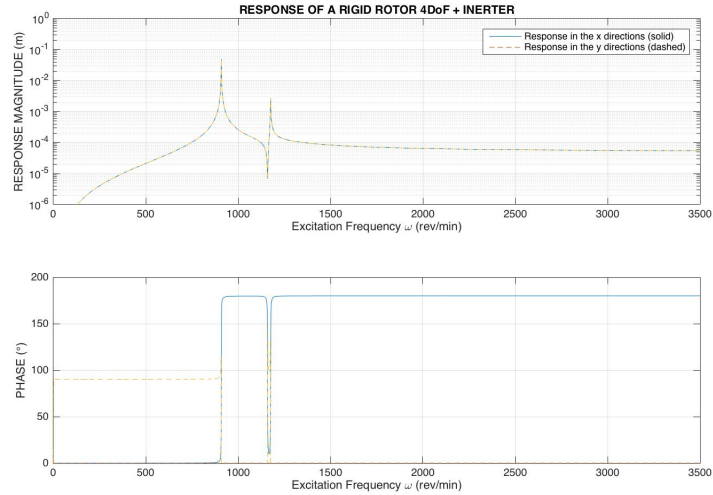 RESPONSE OF A RIGID ROTOR 4DoF + INERTER
Response in the x directions (solid)
Response in the y directions (dashed)
RESPONSE MAGNITUDE (m)
10^0
10^-1
10^-2
10^-3
10^-4
10^-5
10^-6
0 500 1000 1500 2000 2500 3000 3500
Excitation Frequency ω (rev/min)
PHASE (°)
200
150
100
50
0
0 500 1000 1500 2000 2500 3000 3500
Excitation Frequency ω (rev/min)